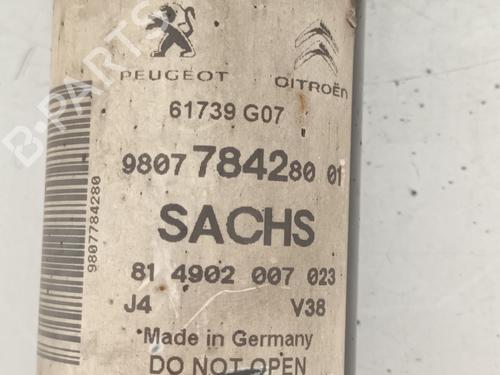 PEUGEOT CITROËN
61739 G07
9807784280 01
SACHS
81 4902 007 023
J4 V38
Made in Germany
DO NOT OPEN
9807784280
B-PARTS